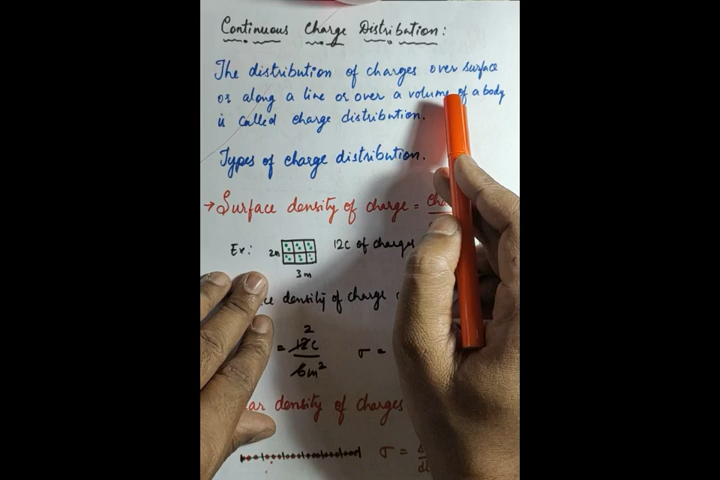 Continuous Charge Distribution:
The distribution of charges over surface
or along a line or over a volume of a body
is called charge distribution.
Types of charge distribution.
→ Surface density of charge =
Ex: 2m 12C of charges
3m
density of charge
2
= 12C σ =
6m²
density of charges
σ =